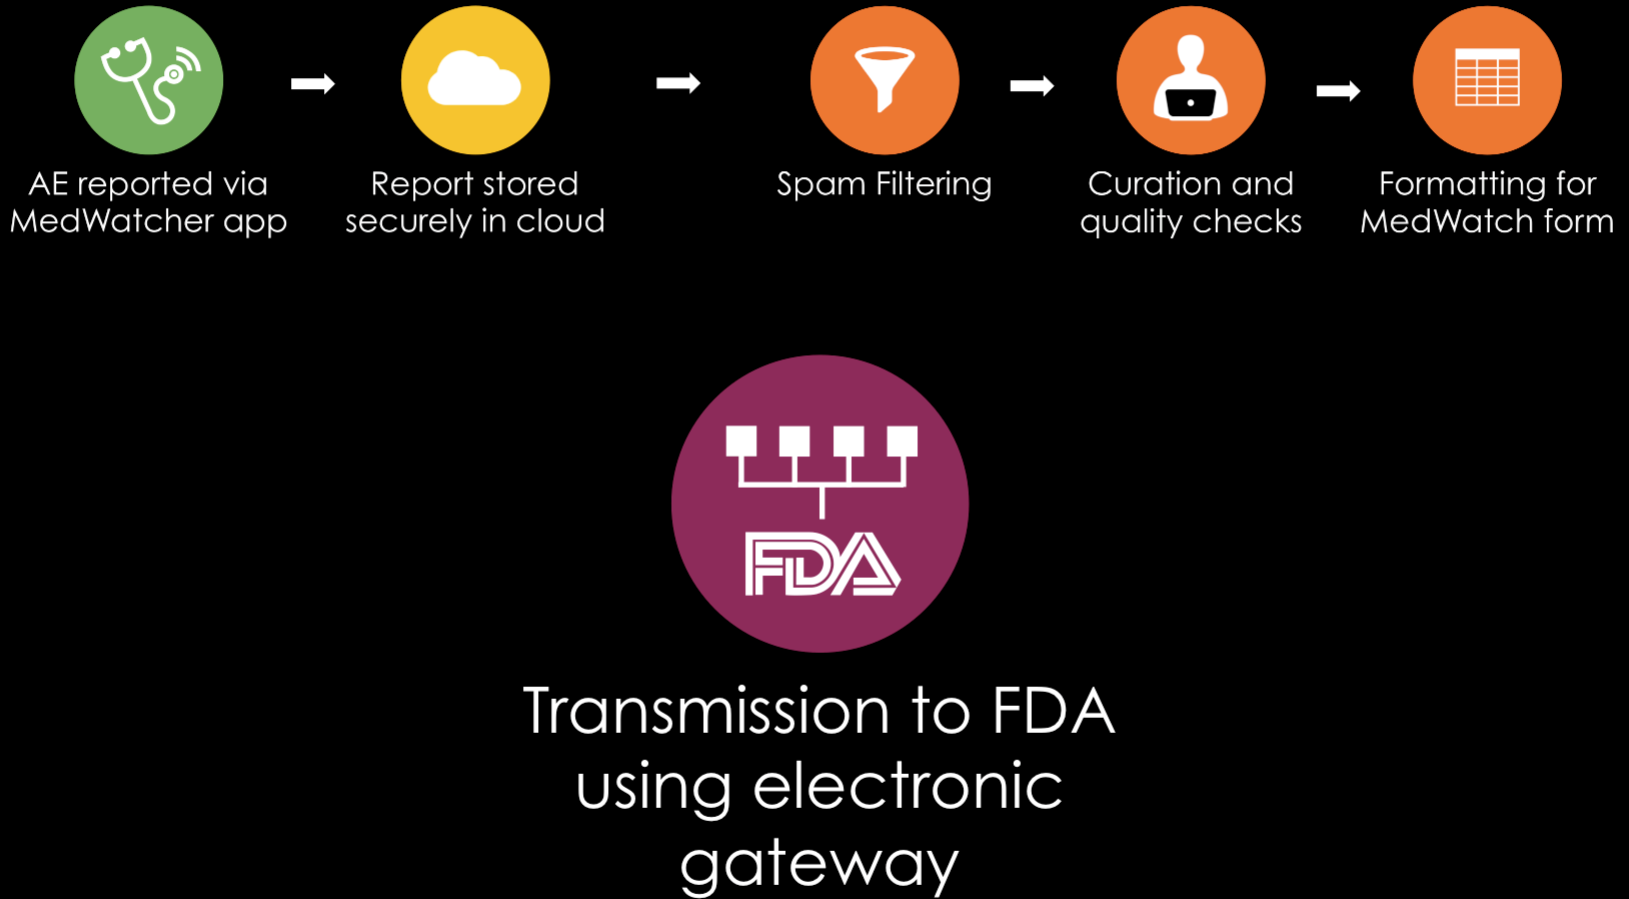 AE reported via
MedWatcher app
Report stored
securely in cloud
Spam Filtering
Curation and
quality checks
Formatting for
MedWatch form
FDA
Transmission to FDA
using electronic
gateway